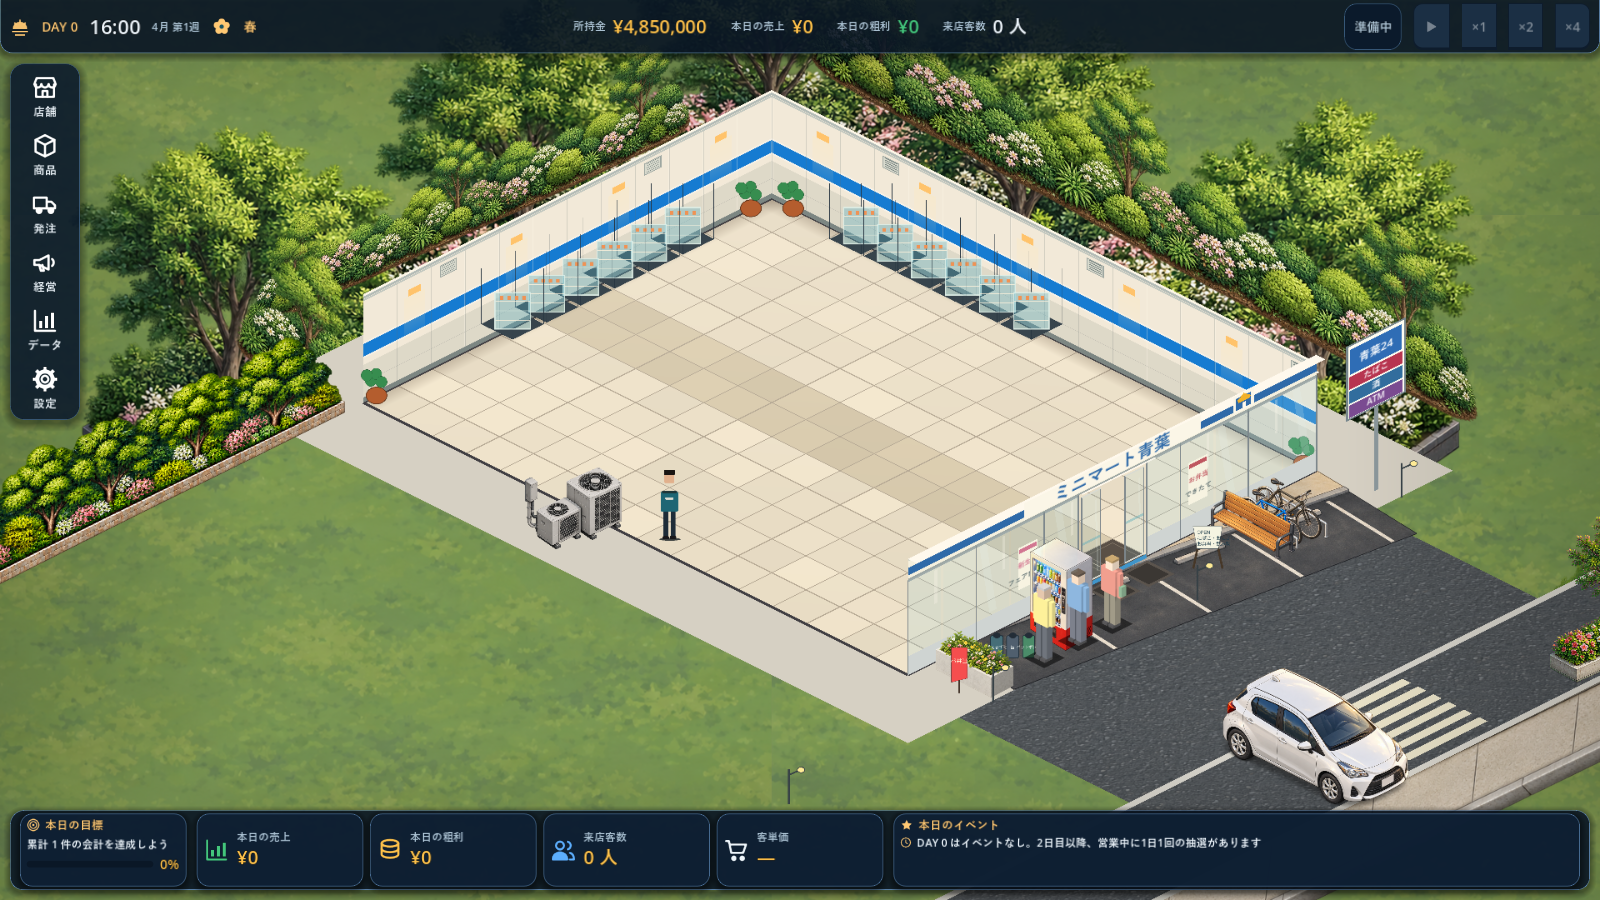 DAY 0 16:00 4月 第1週 春
所持金 ¥4,850,000 本日の売上 ¥0 本日の粗利 ¥0 来店客数 0 人
準備中 ×1 ×2 ×4
店舗
商品
発注
経営
データ
設定
青葉24
たばこ
酒
ATM
ミニマート青葉
お弁当
できたて
本日の目標
累計 1 件の会計を達成しよう
0%
本日の売上
¥0
本日の粗利
¥0
来店客数
0 人
客単価
—
本日のイベント
DAY 0 はイベントなし。2日目以降、営業中に1日1回の抽選があります